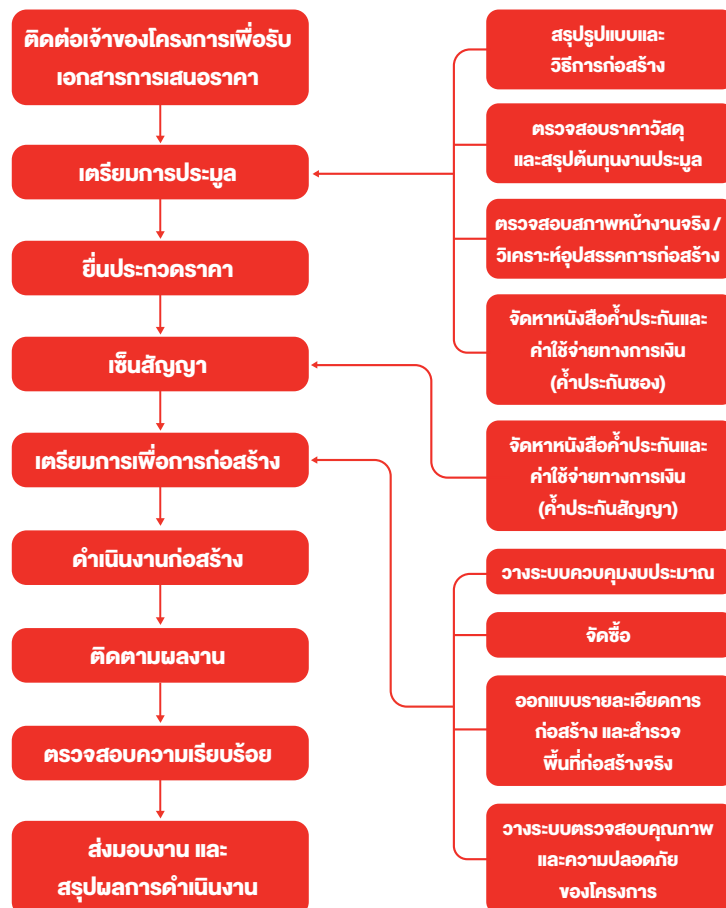 ติดต่อเจ้าของโครงการเพื่อรับ
เอกสารการเสนอราคา
เตรียมการประมูล
ยื่นประกวดราคา
เซ็นสัญญา
เตรียมการเพื่อการก่อสร้าง
ดำเนินงานก่อสร้าง
ติดตามผลงาน
ตรวจสอบความเรียบร้อย
ส่งมอบงาน และ
สรุปผลการดำเนินงาน
สรุปรูปแบบและ
วิธีการก่อสร้าง
ตรวจสอบราคาวัสดุ
และสรุปต้นทุนงานประมูล
ตรวจสอบสภาพหน้างานจริง /
วิเคราะห์อุปสรรคการก่อสร้าง
จัดหาหนังสือค้ำประกันและ
ค่าใช้จ่ายทางการเงิน
(ค้ำประกันซอง)
จัดหาหนังสือค้ำประกันและ
ค่าใช้จ่ายทางการเงิน
(ค้ำประกันสัญญา)
วางระบบควบคุมงบประมาณ
จัดซื้อ
ออกแบบรายละเอียดการ
ก่อสร้าง และสำรวจ
พื้นที่ก่อสร้างจริง
วางระบบตรวจสอบคุณภาพ
และความปลอดภัย
ของโครงการ